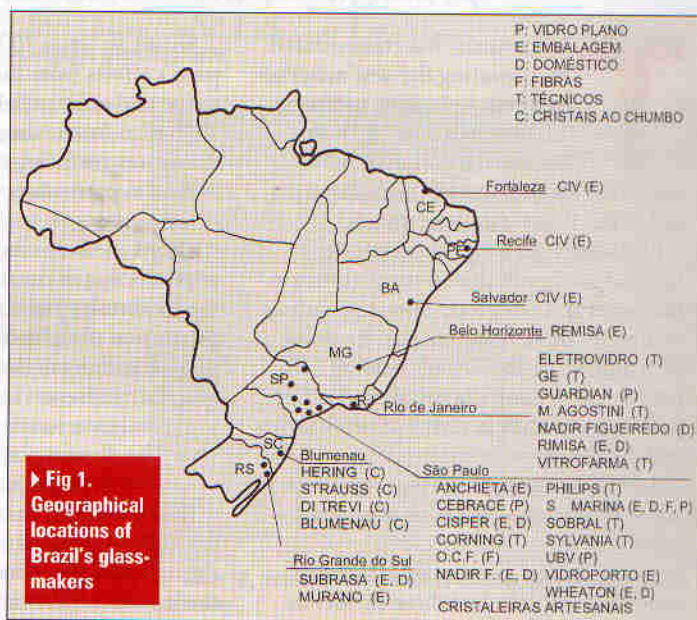 P: VIDRO PLANO
E: EMBALAGEM
D: DOMÉSTICO
F: FIBRAS
T: TÉCNICOS
C: CRISTAIS AO CHUMBO
Fortaleza CIV (E)
CE
Recife CIV (E)
PE
BA
Salvador CIV (E)
Belo Horizonte REMISA (E)
MG
SP
RJ
Rio de Janeiro
ELETROVIDRO (T)
GE (T)
GUARDIAN (P)
M. AGOSTINI (T)
NADIR FIGUEIREDO (D)
RIMISA (E, D)
VITROFARMA (T)
SC
RS
Blumenau
HERING (C)
STRAUSS (C)
DI TREVI (C)
BLUMENAU (C)
Rio Grande do Sul
SUBRASA (E, D)
MURANO (E)
São Paulo
ANCHIETA (E)
CEBRACE (P)
CISPER (E, D)
CORNING (T)
O.C.F. (F)
NADIR F. (E, D)
PHILIPS (T)
S MARINA (E, D, F, P)
SOBRAL (T)
SYLVANIA (T)
UBV (P)
VIDROPORTO (E)
WHEATON (E, D)
CRISTALEIRAS ARTESANAIS
Fig 1.
Geographical
locations of
Brazil's glass-
makers